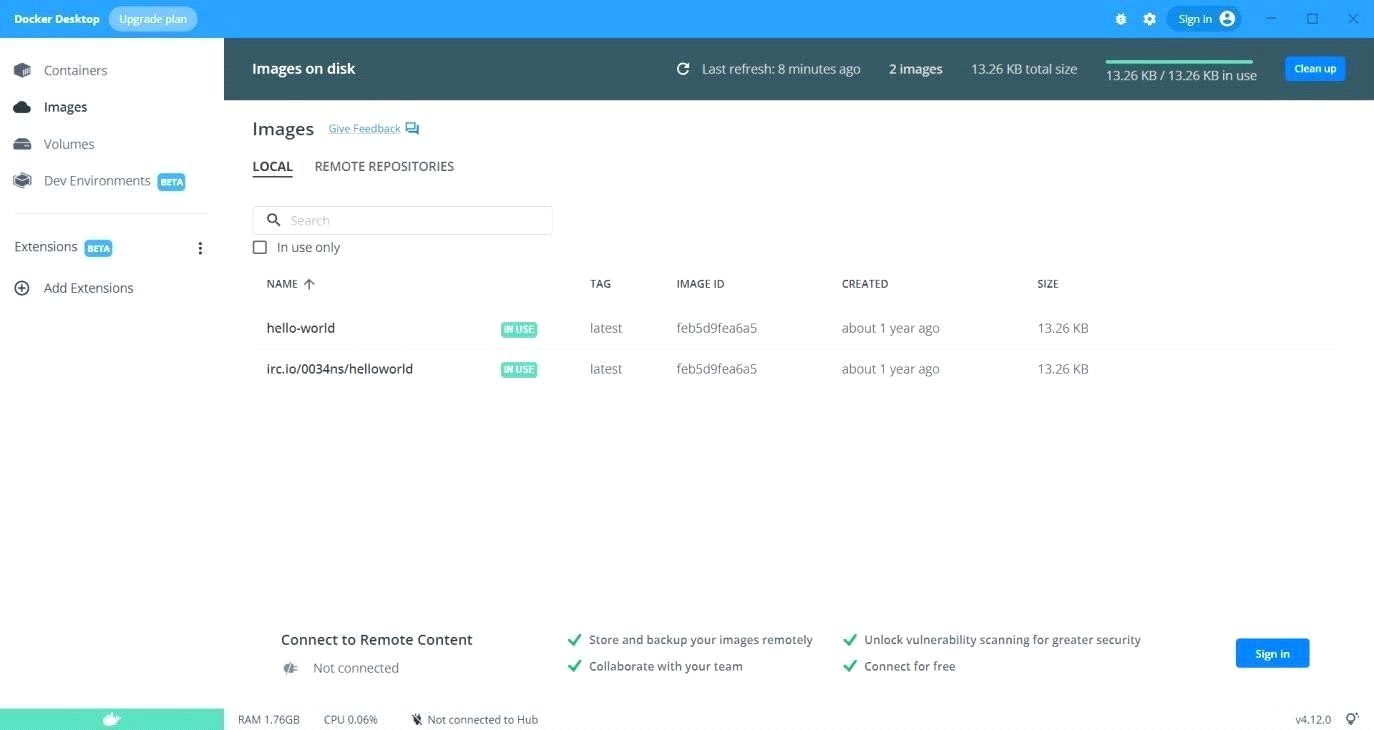 Docker Desktop Upgrade plan Sign in
Containers
Images
Volumes
Dev Environments BETA
Extensions BETA
Add Extensions
Images on disk Last refresh: 8 minutes ago 2 images 13.26 KB total size 13.26 KB / 13.26 KB in use Clean up
Images Give Feedback
LOCAL REMOTE REPOSITORIES
Search
In use only
NAME TAG IMAGE ID CREATED SIZE
hello-world IN USE latest feb5d9fea6a5 about 1 year ago 13.26 KB
irc.io/0034ns/helloworld IN USE latest feb5d9fea6a5 about 1 year ago 13.26 KB
Connect to Remote Content
Not connected
Store and backup your images remotely
Collaborate with your team
Unlock vulnerability scanning for greater security
Connect for free
Sign in
RAM 1.76GB CPU 0.06% Not connected to Hub v4.12.0